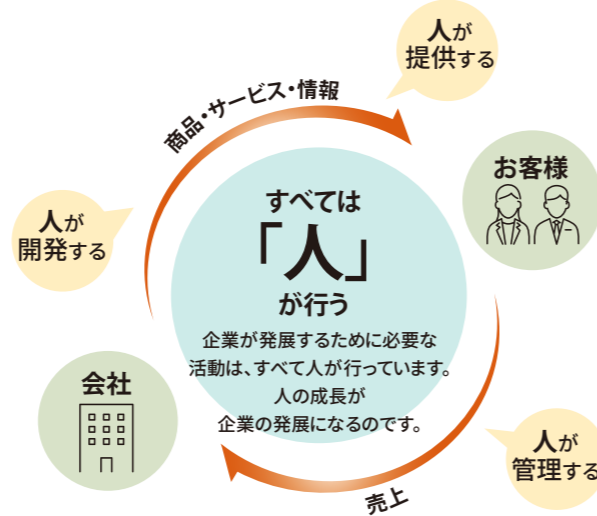 人が
提供する
商品・サービス・情報
お客様
人が
開発する
すべては
「人」
が行う
企業が発展するために必要な
活動は、すべて人が行っています。
人の成長が
企業の発展になるのです。
会社
人が
管理する
売上